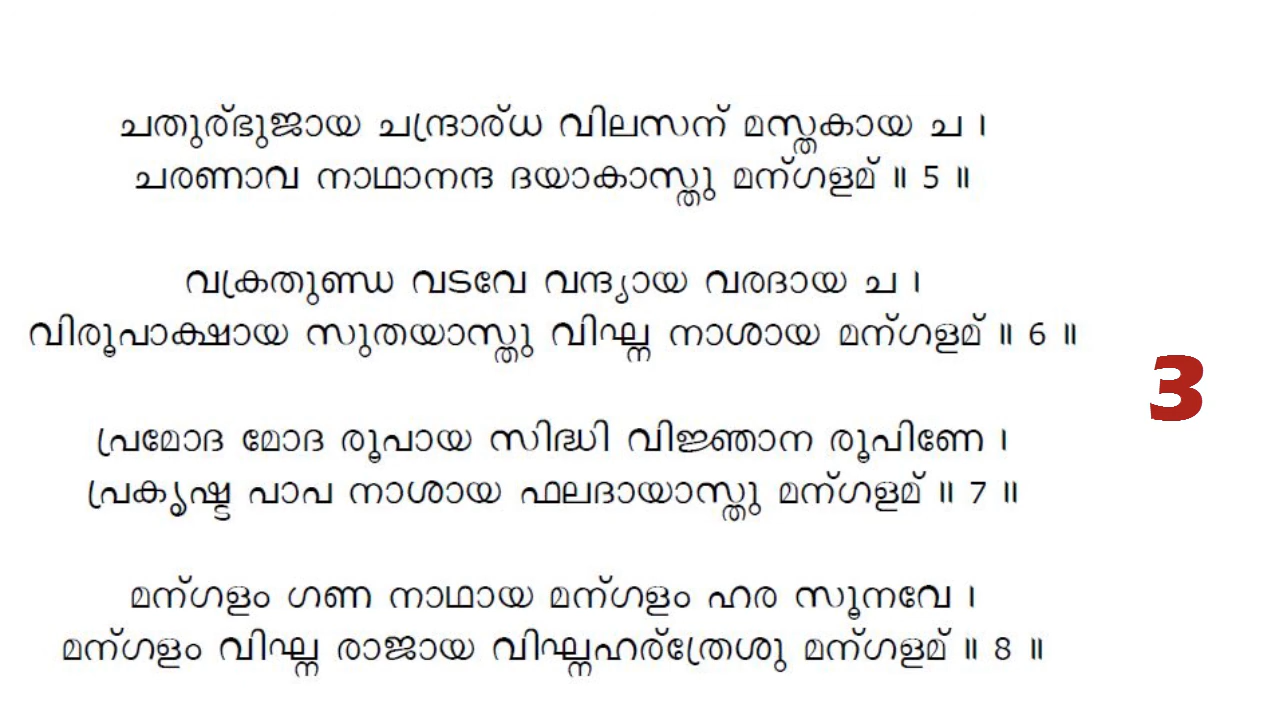 ചതുര്ഭുജായ ചന്ദ്രാര്ധ വിലസന് മസ്തകായ ച ।
ചരണാവ നാഥാനന്ദ ദയാകാസ്തു മന്ഗളമ് ॥ 5 ॥
വക്രതുണ്ഡ വടവേ വന്ദ്യായ വരദായ ച ।
വിരൂപാക്ഷായ സുതയാസ്തു വിഘ്ന നാശായ മന്ഗളമ് ॥ 6 ॥
3
പ്രമോദ മോദ രൂപായ സിദ്ധി വിജ്ഞാന രൂപിണേ ।
പ്രകൃഷ്ട പാപ നാശായ ഫലദായാസ്തു മന്ഗളമ് ॥ 7 ॥
മന്ഗളം ഗണ നാഥായ മന്ഗളം ഹര സൂനവേ ।
മന്ഗളം വിഘ്ന രാജായ വിഘ്നഹര്ത്രേശു മന്ഗളമ് ॥ 8 ॥